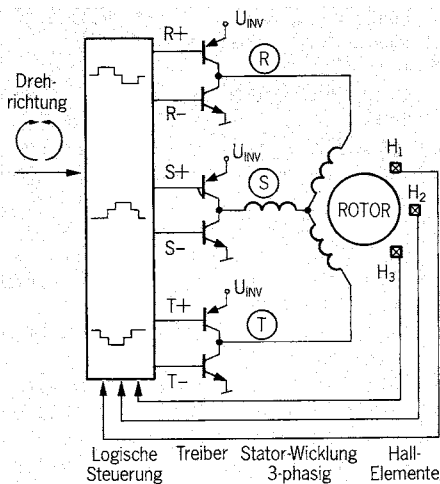 R+
U_INV
R
Dreh-
richtung
R-
S+
U_INV
S
H₁
H₂
ROTOR
S-
H₃
T+
U_INV
T
T-
Logische
Steuerung
Treiber
Stator-Wicklung
3-phasig
Hall-
Elemente